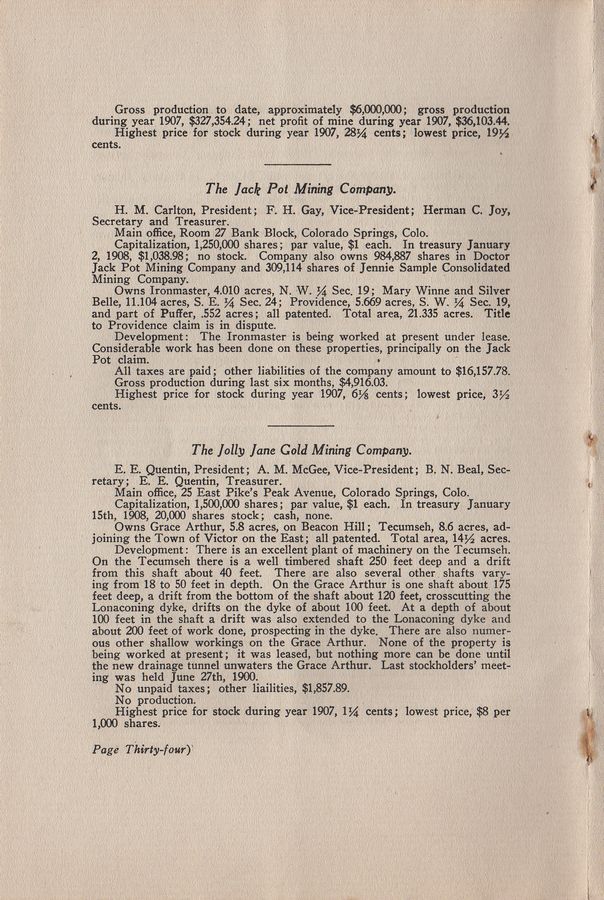 Gross production to date, approximately $6,000,000; gross production
during year 1907, $327,354.24; net profit of mine during year 1907, $36,103.44.
Highest price for stock during year 1907, 28¼ cents; lowest price, 19½
cents.
The Jack Pot Mining Company.
H. M. Carlton, President; F. H. Gay, Vice-President; Herman C. Joy,
Secretary and Treasurer.
Main office, Room 27 Bank Block, Colorado Springs, Colo.
Capitalization, 1,250,000 shares; par value, $1 each. In treasury January
2, 1908, $1,038.98; no stock. Company also owns 984,887 shares in Doctor
Jack Pot Mining Company and 309,114 shares of Jennie Sample Consolidated
Mining Company.
Owns Ironmaster, 4.010 acres, N. W. ¼ Sec. 19; Mary Winne and Silver
Belle, 11.104 acres, S. E. ¼ Sec. 24; Providence, 5.669 acres, S. W. ¼ Sec. 19,
and part of Puffer, .552 acres; all patented. Total area, 21.335 acres. Title
to Providence claim is in dispute.
Development: The Ironmaster is being worked at present under lease.
Considerable work has been done on these properties, principally on the Jack
Pot claim.
All taxes are paid; other liabilities of the company amount to $16,157.78.
Gross production during last six months, $4,916.03.
Highest price for stock during year 1907, 6⅛ cents; lowest price, 3½
cents.
The Jolly Jane Gold Mining Company.
E. E. Quentin, President; A. M. McGee, Vice-President; B. N. Beal, Sec-
retary; E. E. Quentin, Treasurer.
Main office, 25 East Pike's Peak Avenue, Colorado Springs, Colo.
Capitalization, 1,500,000 shares; par value, $1 each. In treasury January
15th, 1908, 20,000 shares stock; cash, none.
Owns Grace Arthur, 5.8 acres, on Beacon Hill; Tecumseh, 8.6 acres, ad-
joining the Town of Victor on the East; all patented. Total area, 14½ acres.
Development: There is an excellent plant of machinery on the Tecumseh.
On the Tecumseh there is a well timbered shaft 250 feet deep and a drift
from this shaft about 40 feet. There are also several other shafts vary-
ing from 18 to 50 feet in depth. On the Grace Arthur is one shaft about 175
feet deep, a drift from the bottom of the shaft about 120 feet, crosscutting the
Lonaconing dyke, drifts on the dyke of about 100 feet. At a depth of about
100 feet in the shaft a drift was also extended to the Lonaconing dyke and
about 200 feet of work done, prospecting in the dyke. There are also numer-
ous other shallow workings on the Grace Arthur. None of the property is
being worked at present; it was leased, but nothing more can be done until
the new drainage tunnel unwaters the Grace Arthur. Last stockholders' meet-
ing was held June 27th, 1900.
No unpaid taxes; other liailities, $1,857.89.
No production.
Highest price for stock during year 1907, 1¼ cents; lowest price, $8 per
1,000 shares.
Page Thirty-four)